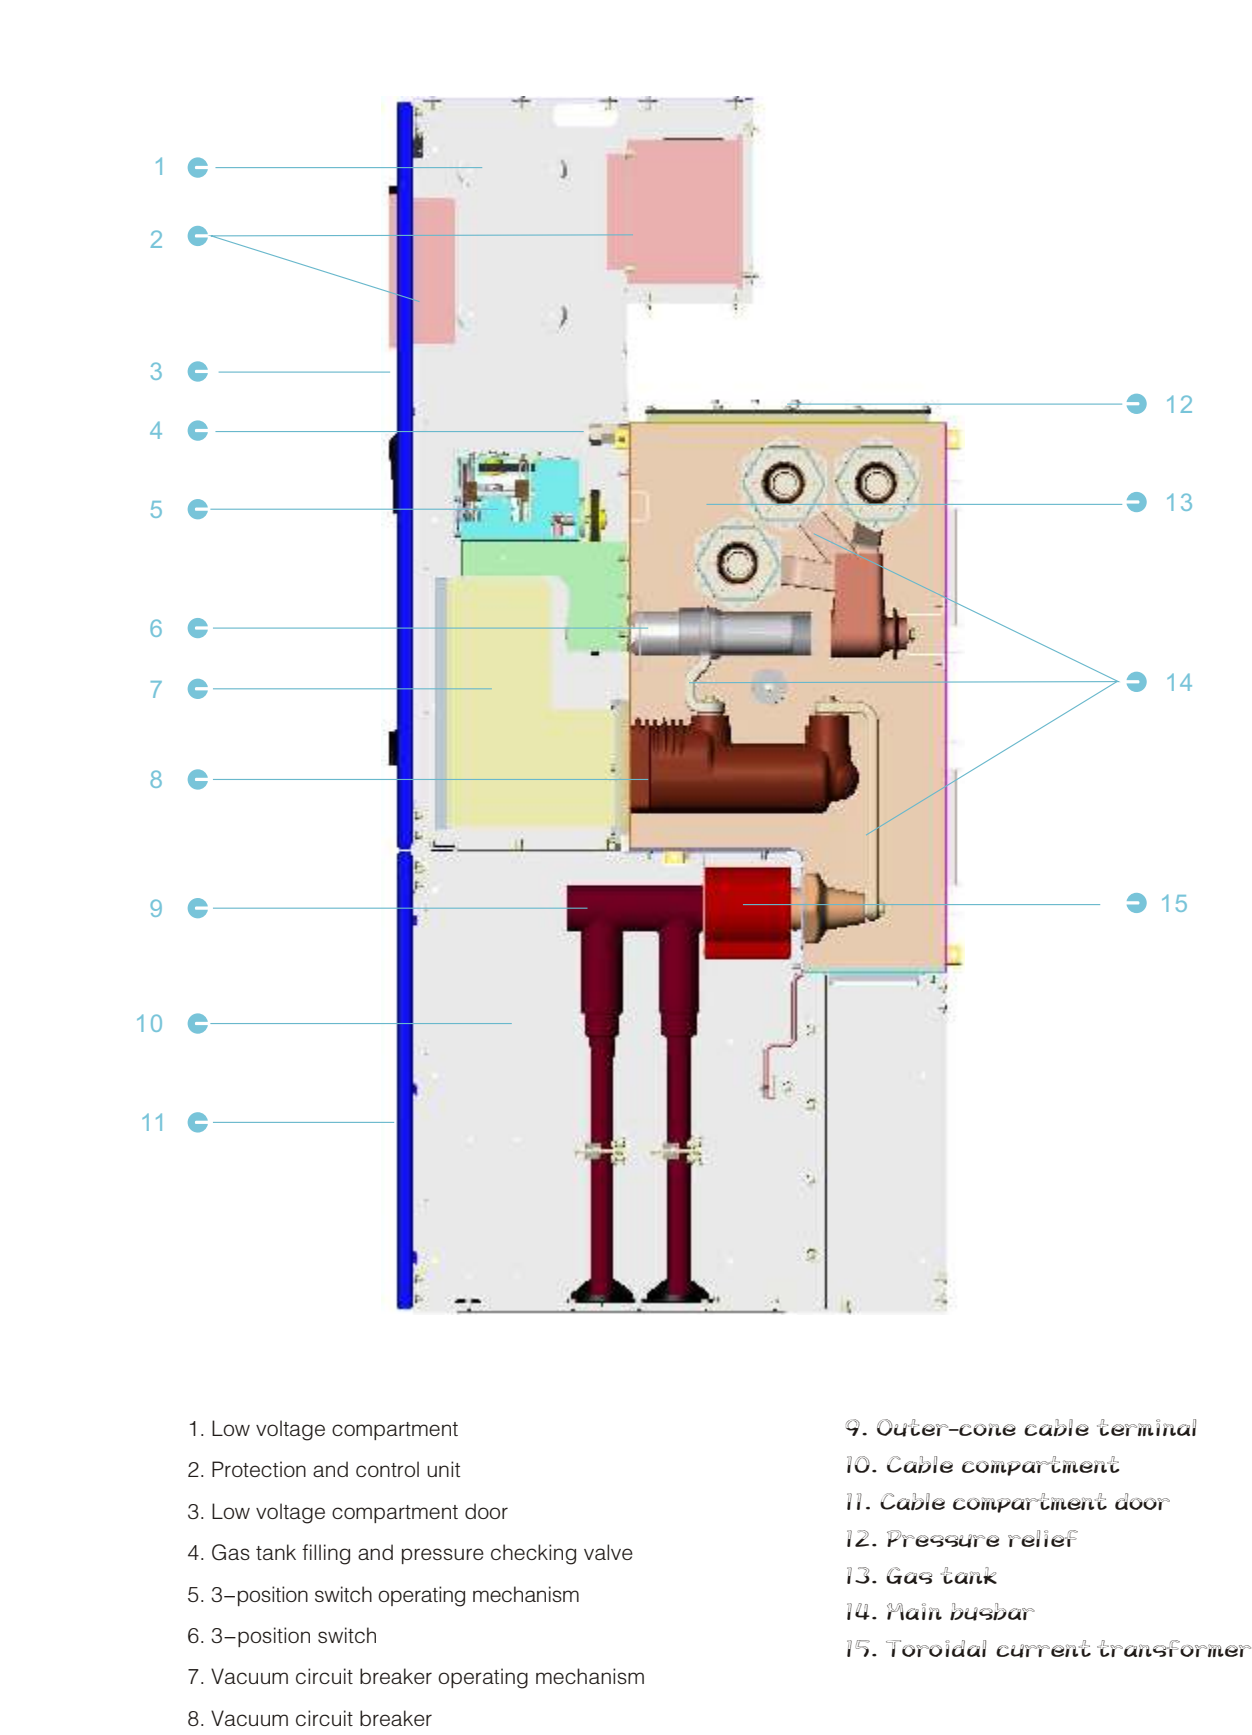 1
2
3
4
5
6
7
8
9
10
11
12
13
14
15
1. Low voltage compartment
2. Protection and control unit
3. Low voltage compartment door
4. Gas tank filling and pressure checking valve
5. 3–position switch operating mechanism
6. 3–position switch
7. Vacuum circuit breaker operating mechanism
8. Vacuum circuit breaker
9. Outer-cone cable terminal
10. Cable compartment
11. Cable compartment door
12. Pressure relief
13. Gas tank
14. Main busbar
15. Toroidal current transformer